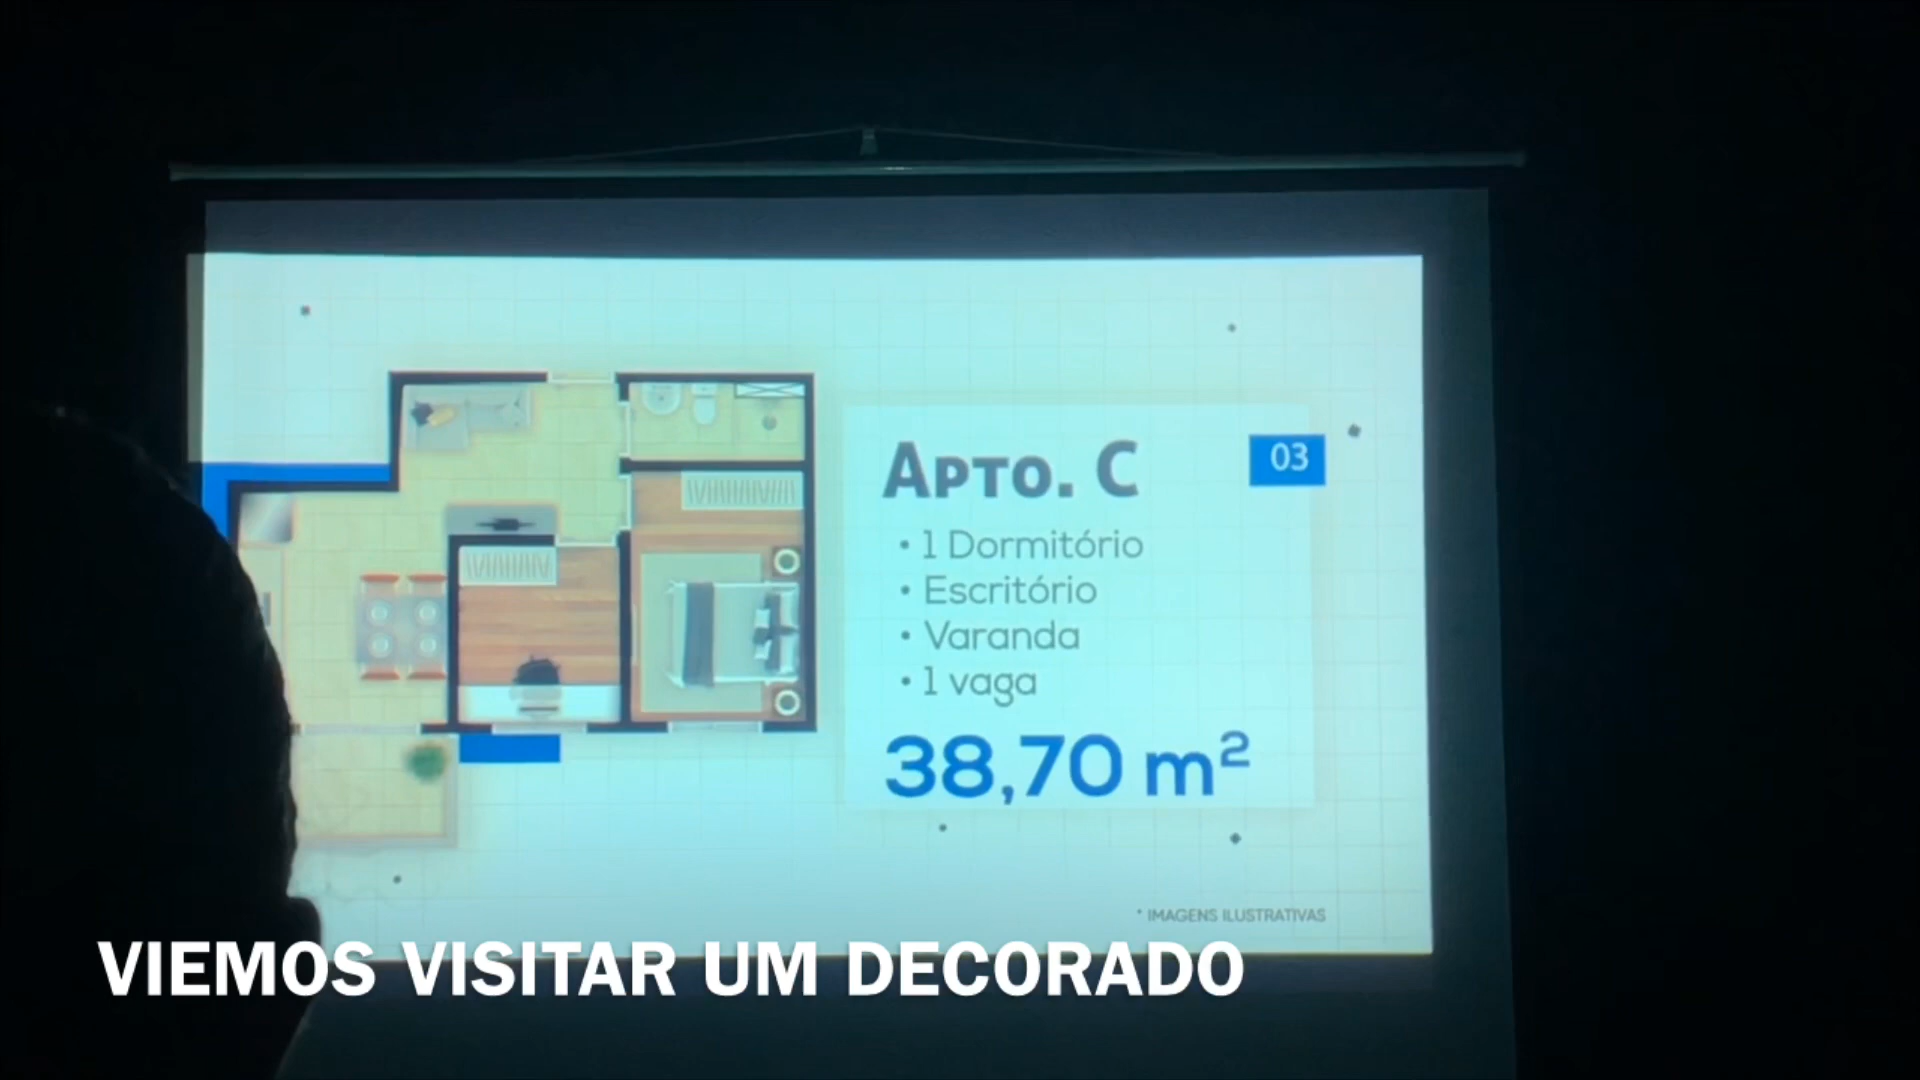 APTO. C
03
• 1 Dormitório
• Escritório
• Varanda
• 1 vaga
38,70 m²
* IMAGENS ILUSTRATIVAS
VIEMOS VISITAR UM DECORADO